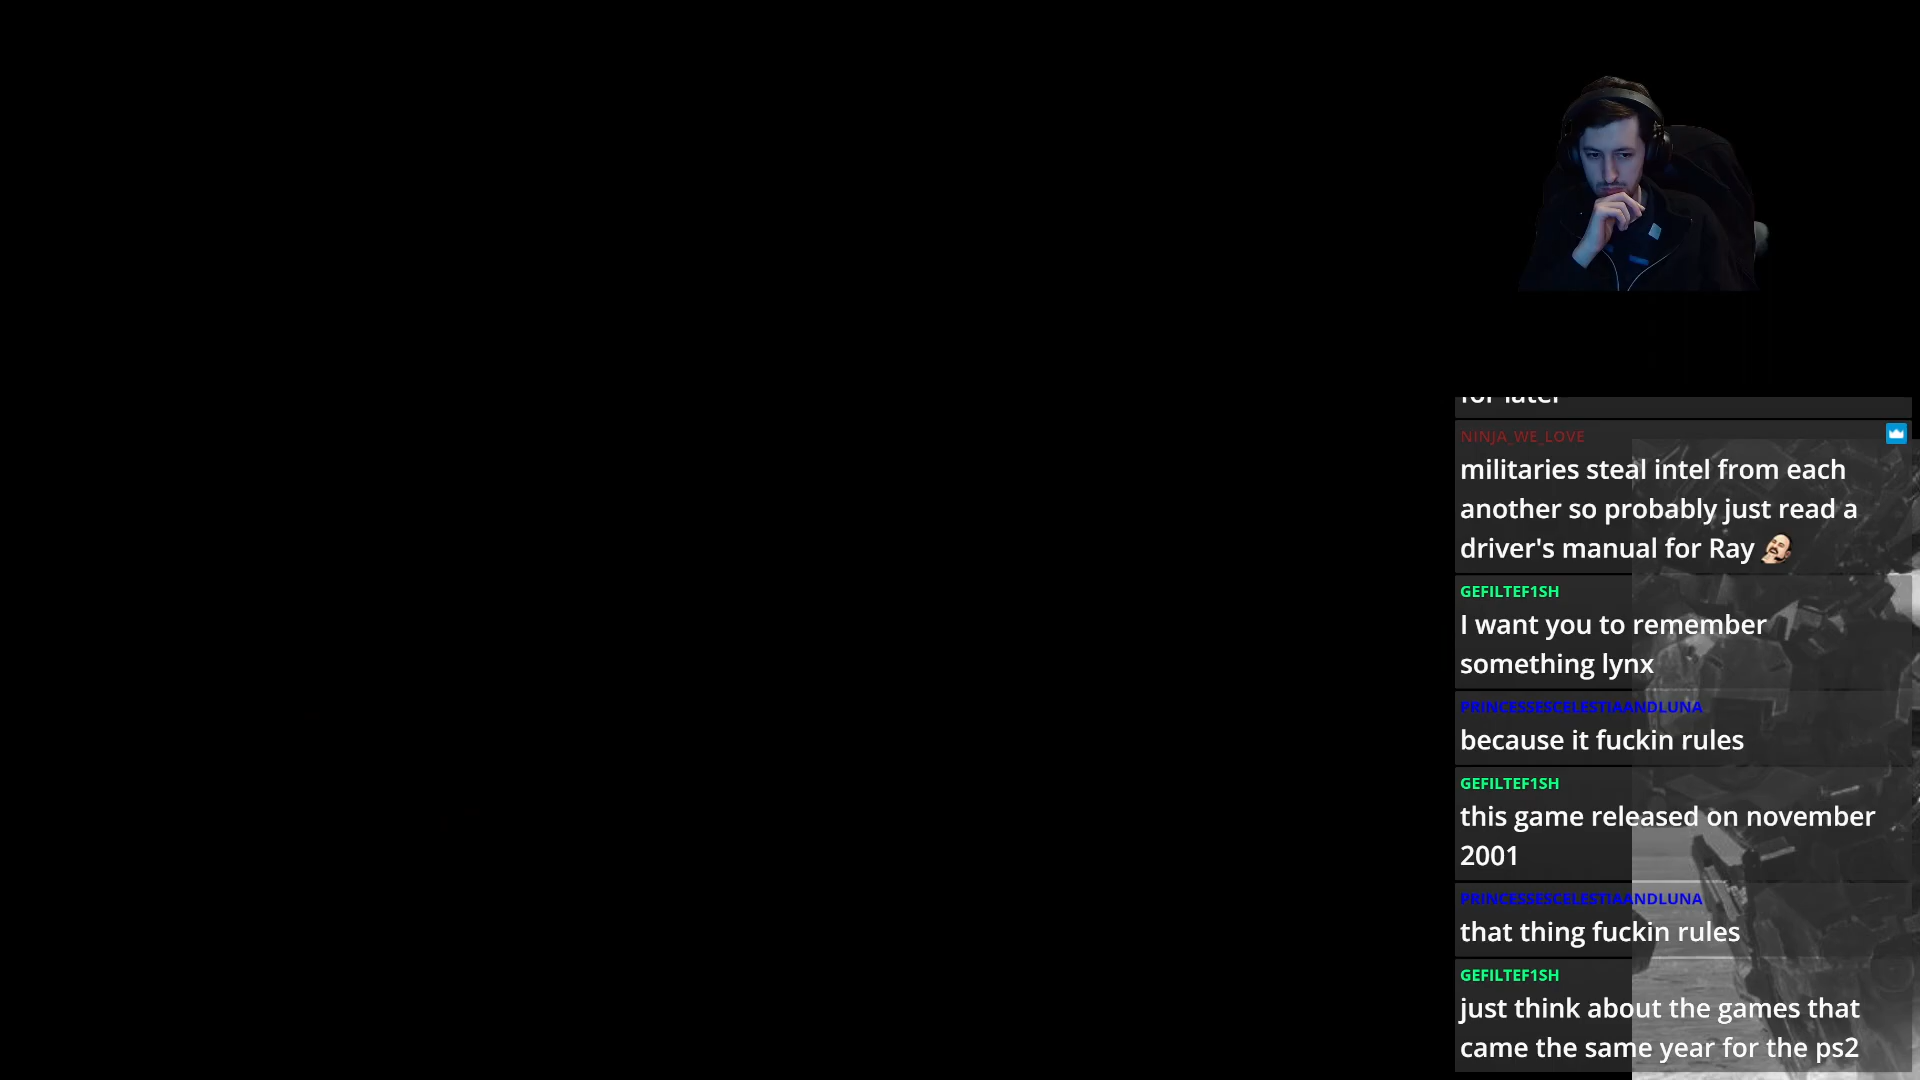 for later
NINJA_WE_LOVE
militaries steal intel from each
another so probably just read a
driver's manual for Ray
GEFILTEF1SH
I want you to remember
something lynx
PRINCESSESCELESTIAANDLUNA
because it fuckin rules
GEFILTEF1SH
this game released on november
2001
PRINCESSESCELESTIAANDLUNA
that thing fuckin rules
GEFILTEF1SH
just think about the games that
came the same year for the ps2